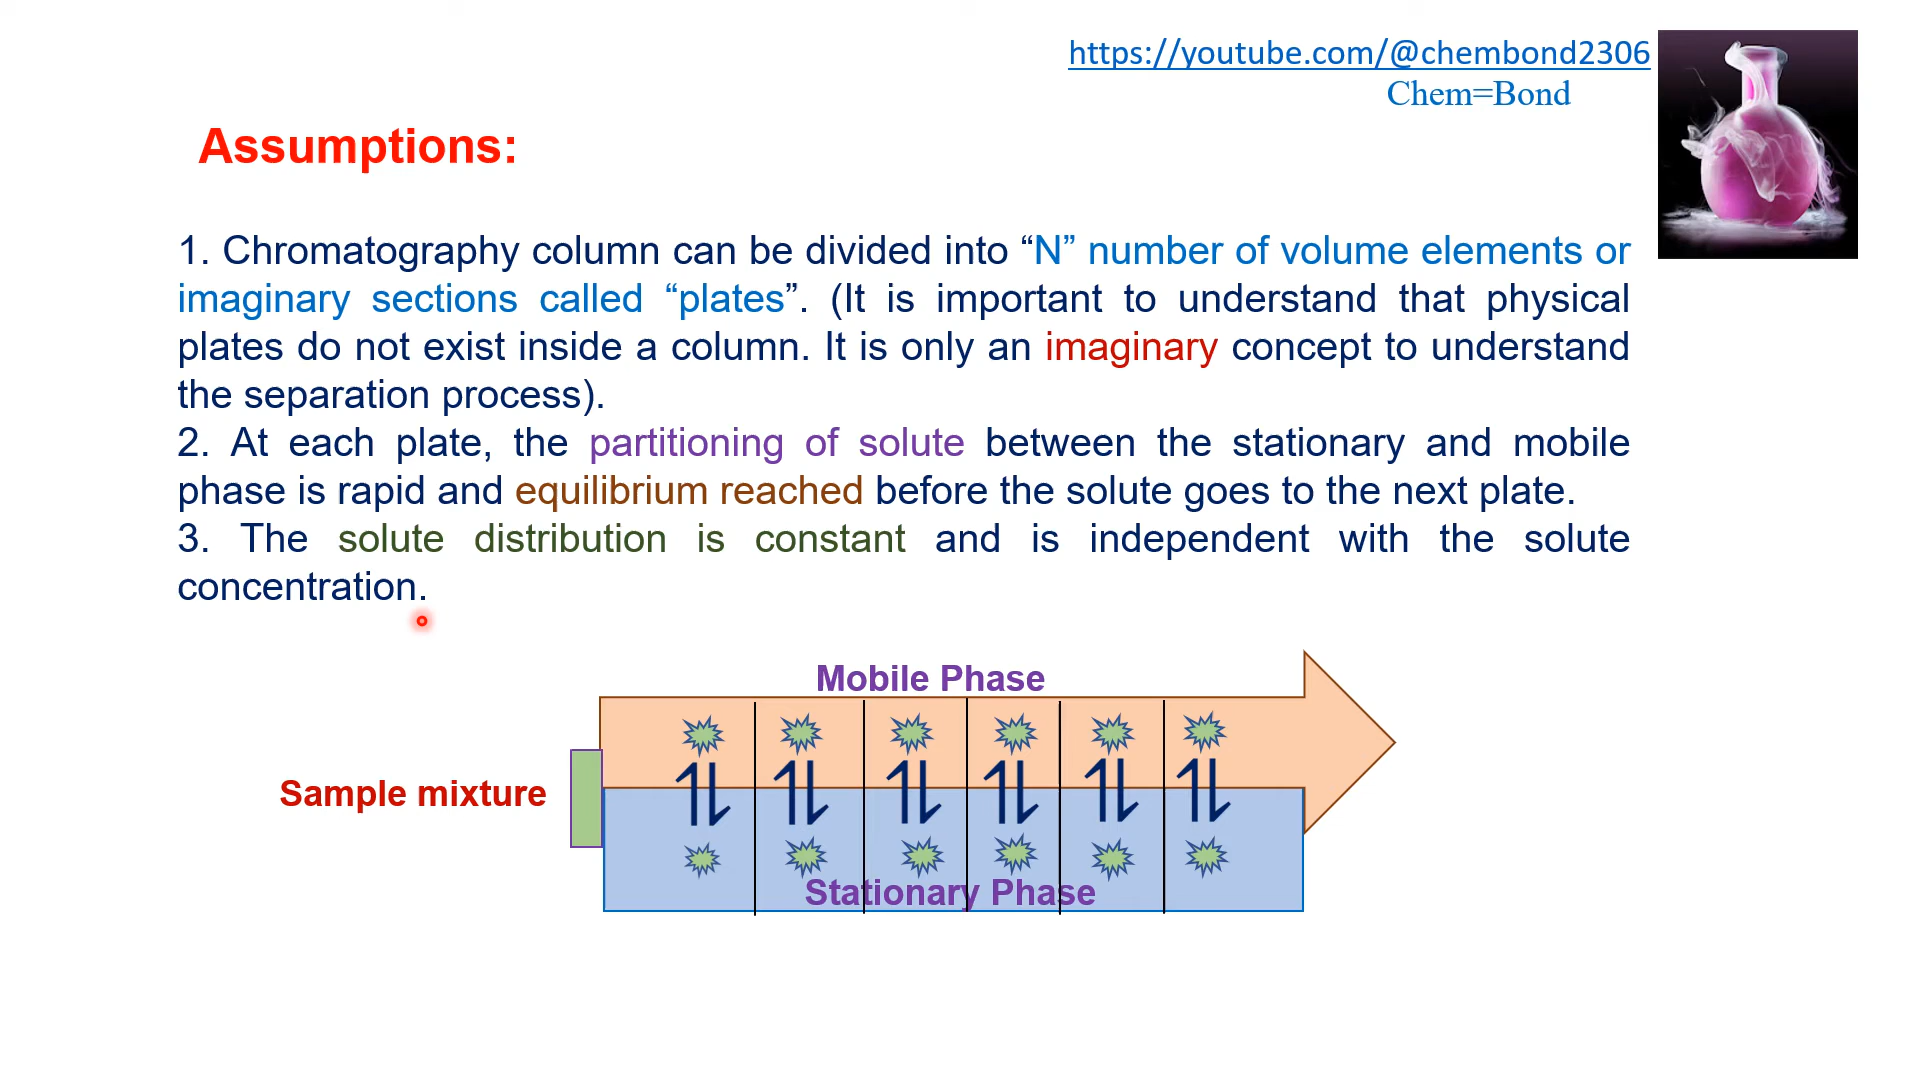 https://youtube.com/@chembond2306
Chem=Bond
Assumptions:
1. Chromatography column can be divided into “N” number of volume elements or
imaginary sections called “plates”. (It is important to understand that physical
plates do not exist inside a column. It is only an imaginary concept to understand
the separation process).
2. At each plate, the partitioning of solute between the stationary and mobile
phase is rapid and equilibrium reached before the solute goes to the next plate.
3. The solute distribution is constant and is independent with the solute
concentration.
Mobile Phase
Sample mixture
Stationary Phase